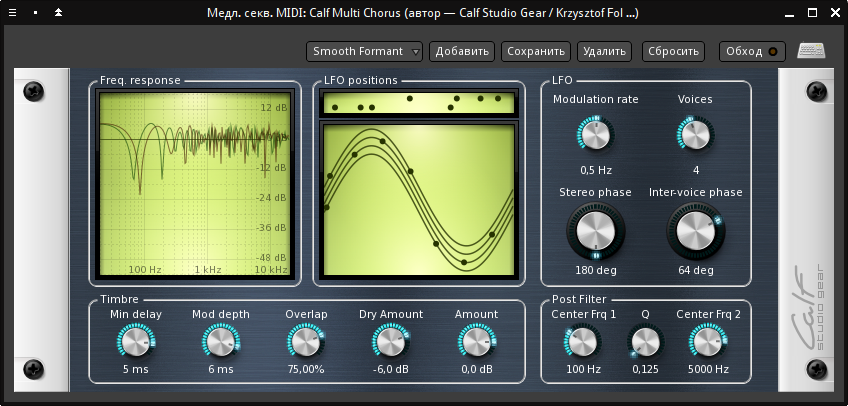 Медл. секв. MIDI: Calf Multi Chorus (автор — Calf Studio Gear / Krzysztof Fol ...)
Smooth Formant Добавить Сохранить Удалить Сбросить Обход
Freq. response
12 dB
-12 dB
-24 dB
-36 dB
-48 dB
100 Hz 1 kHz 10 kHz
LFO positions
LFO
Modulation rate Voices
0,5 Hz 4
Stereo phase Inter-voice phase
180 deg 64 deg
Timbre
Min delay Mod depth Overlap Dry Amount Amount
5 ms 6 ms 75,00% -6,0 dB 0,0 dB
Post Filter
Center Frq 1 Q Center Frq 2
100 Hz 0,125 5000 Hz
Calf
studio gear